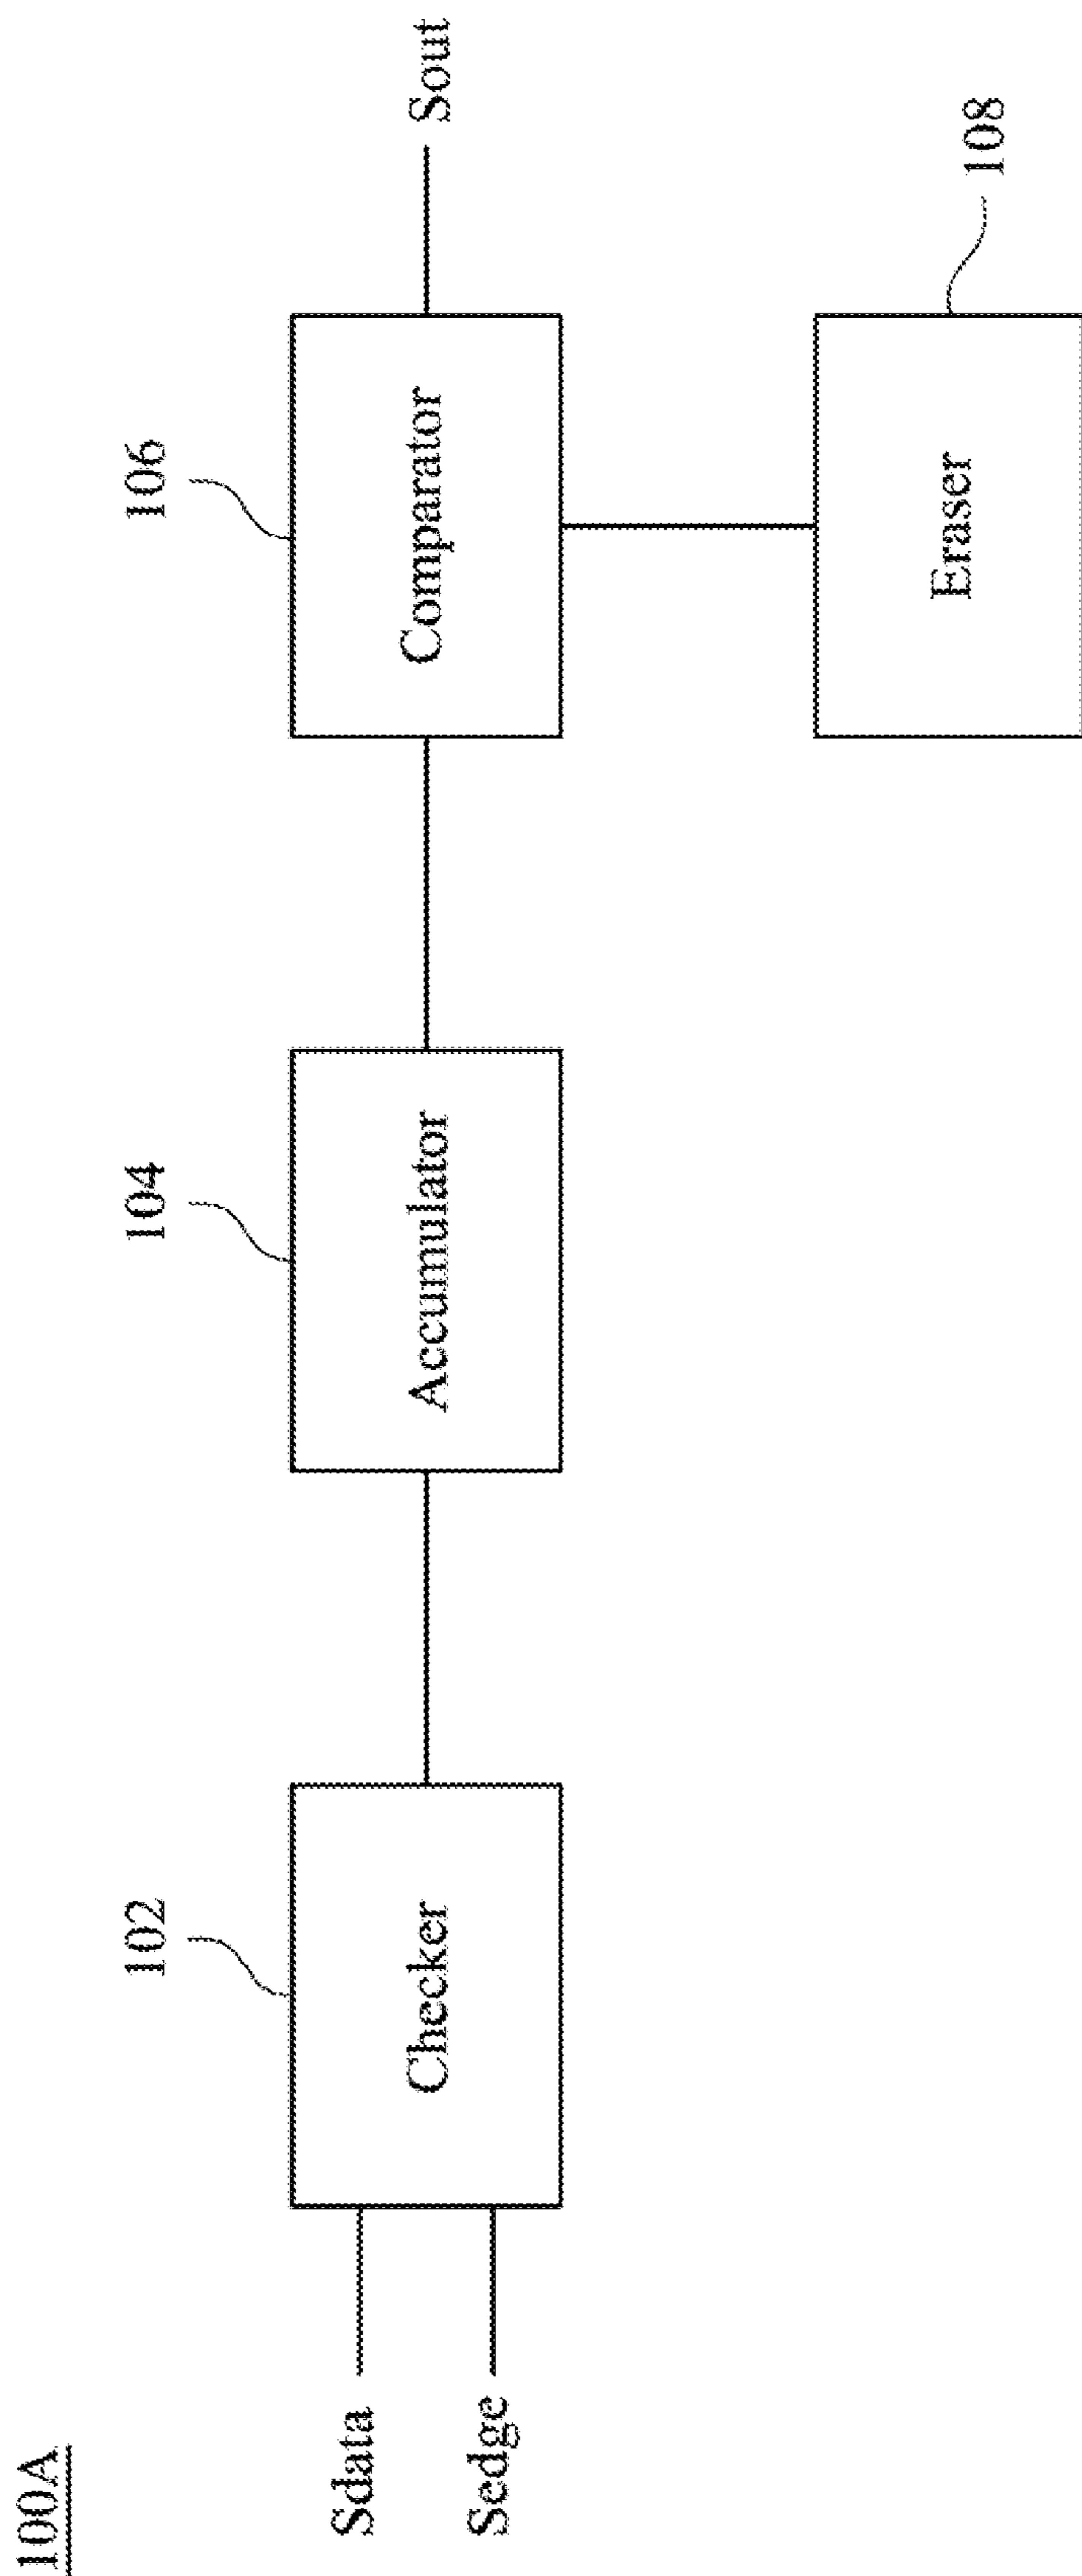 100A
102
104
106
Sdata
Sedge
Checker
Accumulator
Comparator
Sout
Eraser
108